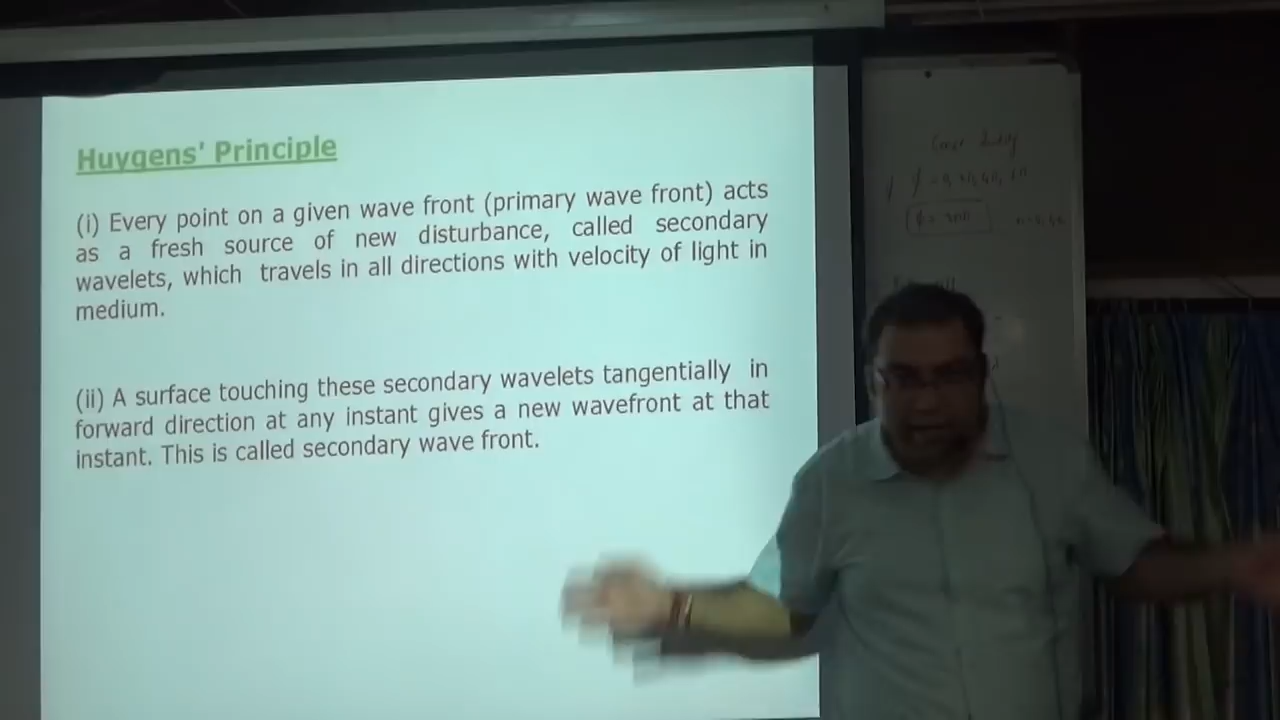 Huygens' Principle
(i) Every point on a given wave front (primary wave front) acts
as a fresh source of new disturbance, called secondary
wavelets, which travels in all directions with velocity of light in
medium.
(ii) A surface touching these secondary wavelets tangentially in
forward direction at any instant gives a new wavefront at that
instant. This is called secondary wave front.